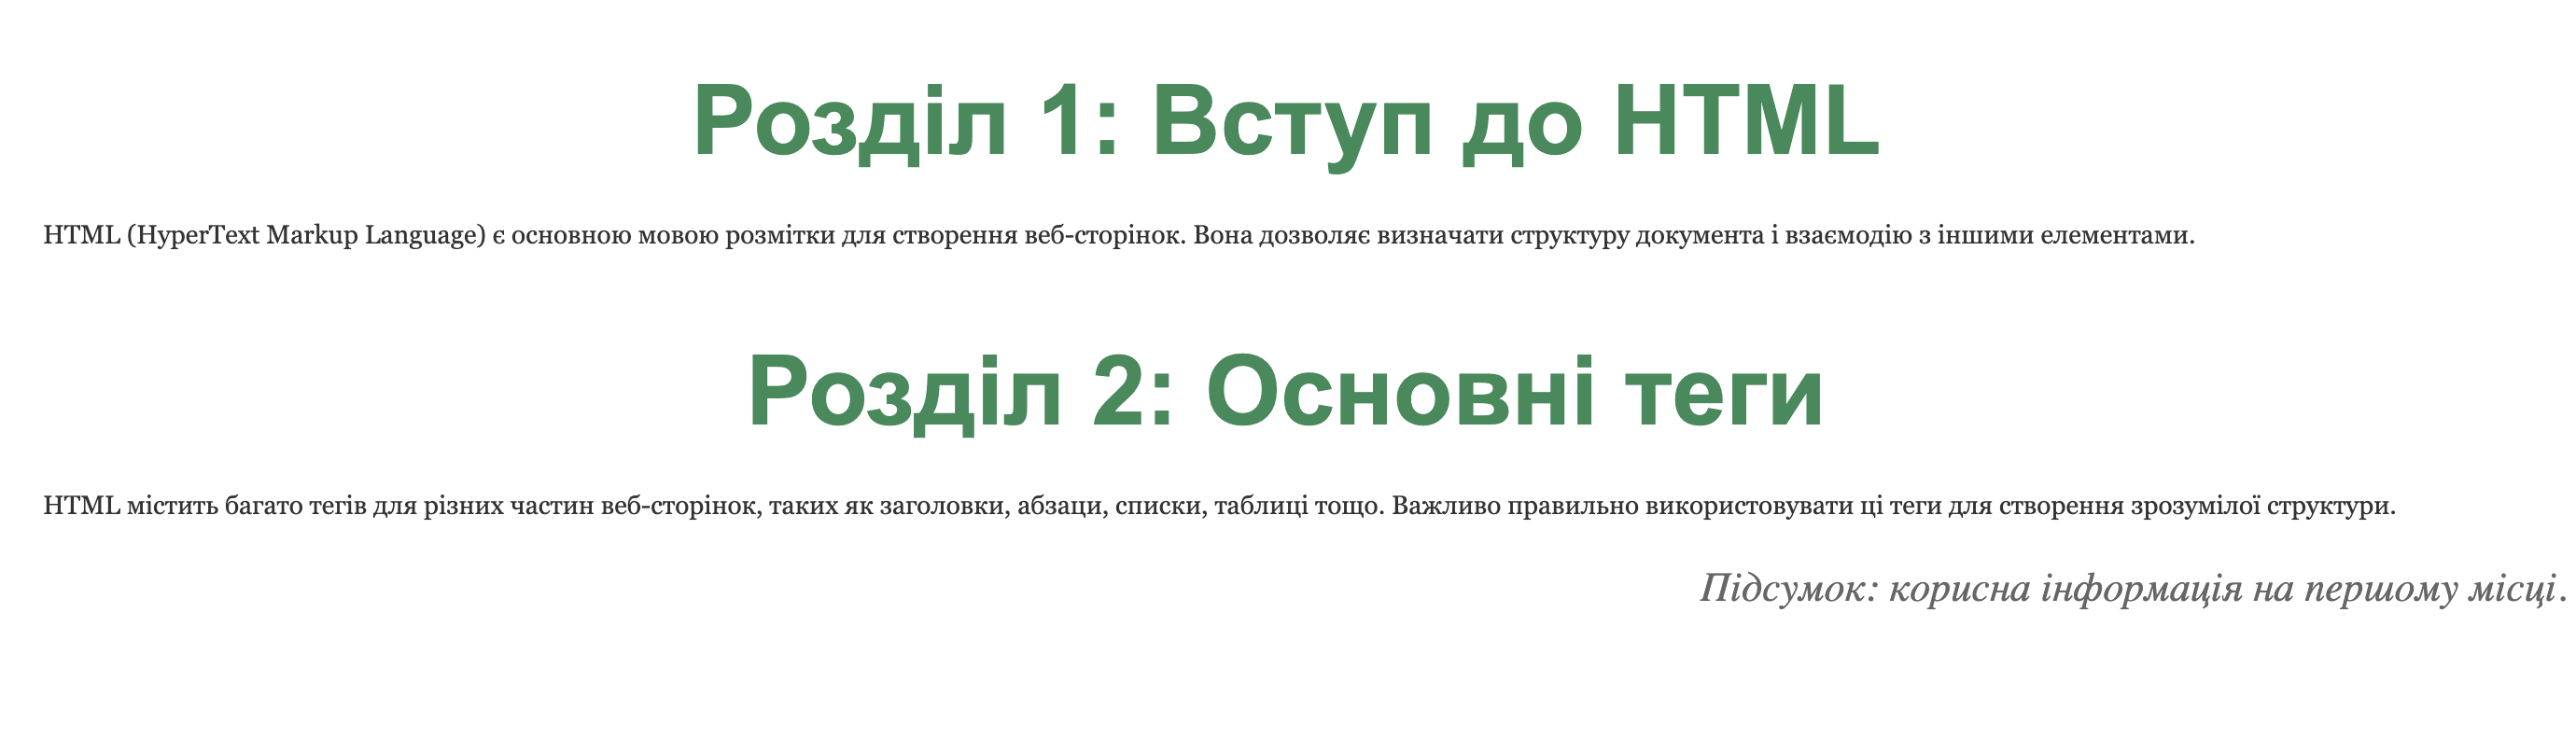 Розділ 1: Вступ до HTML
HTML (HyperText Markup Language) є основною мовою розмітки для створення веб-сторінок. Вона дозволяє визначати структуру документа і взаємодію з іншими елементами.
Розділ 2: Основні теги
HTML містить багато тегів для різних частин веб-сторінок, таких як заголовки, абзаци, списки, таблиці тощо. Важливо правильно використовувати ці теги для створення зрозумілої структури.
Підсумок: корисна інформація на першому місці.